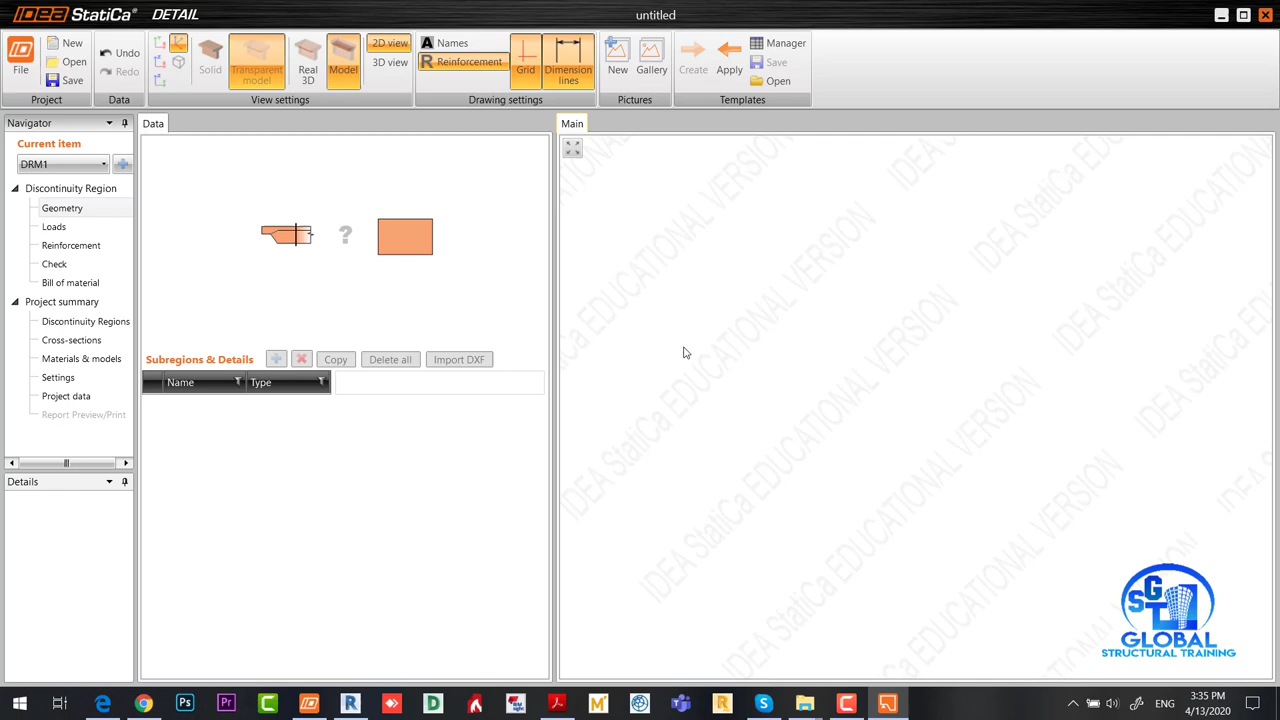 IDEA StatiCa® DETAIL
untitled
File
New
Open
Save
Project
Undo
Redo
Data
Solid
Transparent
model
Real
3D
Model
2D view
3D view
View settings
Names
Reinforcement
Grid
Dimension
lines
Drawing settings
New
Gallery
Pictures
Create
Apply
Manager
Save
Open
Templates
Navigator
Current item
DRM1
Discontinuity Region
Geometry
Loads
Reinforcement
Check
Bill of material
Project summary
Discontinuity Regions
Cross-sections
Materials & models
Settings
Project data
Report Preview/Print
Details
Data
?
Subregions & Details
Copy
Delete all
Import DXF
Name
Type
Main
IDEA StatiCa EDUCATIONAL VERSION
SGT
GLOBAL
STRUCTURAL TRAINING
ENG
3:35 PM
4/13/2020